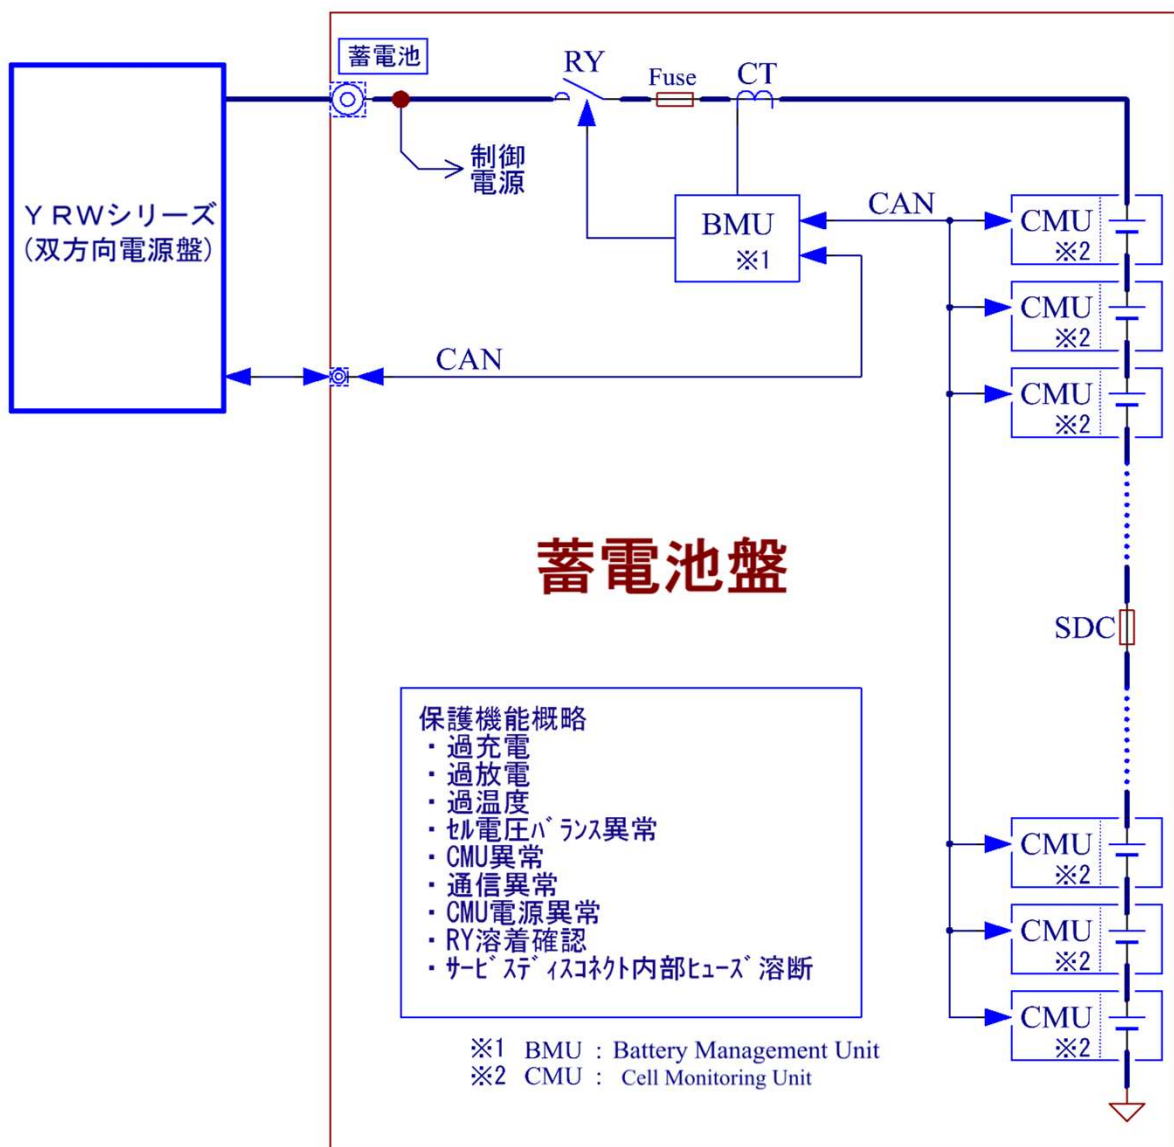 蓄電池
RY
Fuse
CT
制御
電源
YRWシリーズ
(双方向電源盤)
BMU
※1
CAN
CMU
※2
CMU
※2
CAN
CMU
※2
蓄電池盤
SDC
保護機能概略
・過充電
・過放電
・過温度
・ｾﾙ電圧ﾊﾞﾗﾝｽ異常
・CMU異常
・通信異常
・CMU電源異常
・RY溶着確認
・ｻｰﾋﾞｽﾃﾞｨｽｺﾈｸﾄ内部ﾋｭｰｽﾞ溶断
CMU
※2
CMU
※2
CMU
※2
※1 BMU : Battery Management Unit
※2 CMU : Cell Monitoring Unit